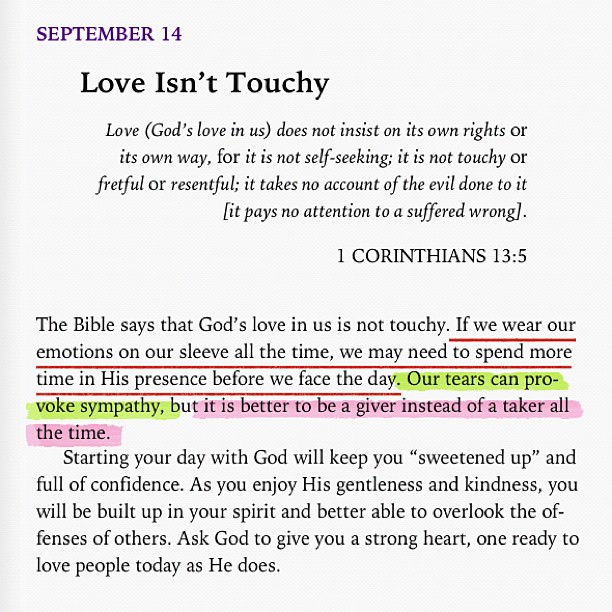 SEPTEMBER 14
Love Isn't Touchy
Love (God's love in us) does not insist on its own rights or
its own way, for it is not self-seeking; it is not touchy or
fretful or resentful; it takes no account of the evil done to it
[it pays no attention to a suffered wrong].
1 CORINTHIANS 13:5
The Bible says that God's love in us is not touchy. If we wear our
emotions on our sleeve all the time, we may need to spend more
time in His presence before we face the day. Our tears can pro-
voke sympathy, but it is better to be a giver instead of a taker all
the time.
Starting your day with God will keep you “sweetened up” and
full of confidence. As you enjoy His gentleness and kindness, you
will be built up in your spirit and better able to overlook the of-
fenses of others. Ask God to give you a strong heart, one ready to
love people today as He does.